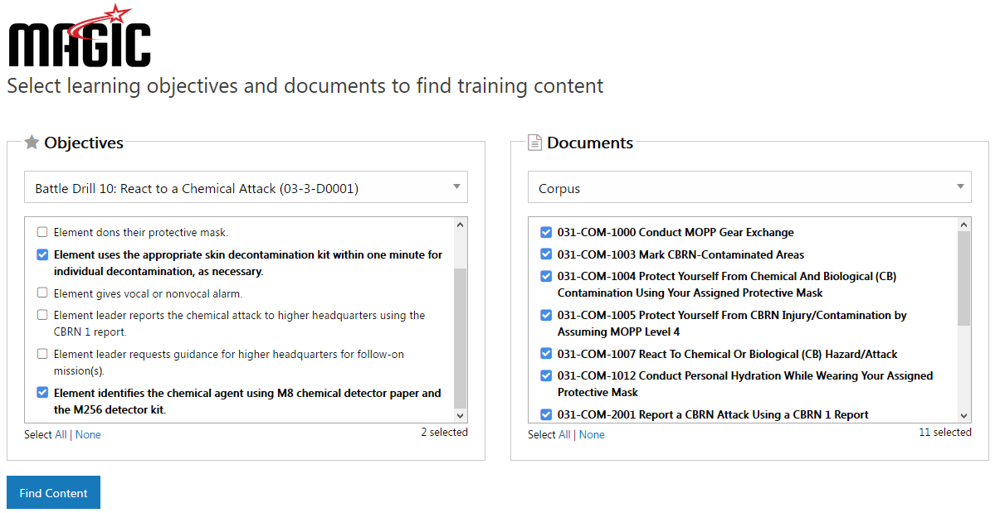 MAGIC
Select learning objectives and documents to find training content
Objectives
Battle Drill 10: React to a Chemical Attack (03-3-D0001)
Element dons their protective mask.
Element uses the appropriate skin decontamination kit within one minute for
individual decontamination, as necessary.
Element gives vocal or nonvocal alarm.
Element leader reports the chemical attack to higher headquarters using the
CBRN 1 report.
Element leader requests guidance for higher headquarters for follow-on
mission(s).
Element identifies the chemical agent using M8 chemical detector paper and
the M256 detector kit.
Select All | None
2 selected
Documents
Corpus
031-COM-1000 Conduct MOPP Gear Exchange
031-COM-1003 Mark CBRN-Contaminated Areas
031-COM-1004 Protect Yourself From Chemical And Biological (CB)
Contamination Using Your Assigned Protective Mask
031-COM-1005 Protect Yourself From CBRN Injury/Contamination by
Assuming MOPP Level 4
031-COM-1007 React To Chemical Or Biological (CB) Hazard/Attack
031-COM-1012 Conduct Personal Hydration While Wearing Your Assigned
Protective Mask
031-COM-2001 Report a CBRN Attack Using a CBRN 1 Report
Select All | None
11 selected
Find Content